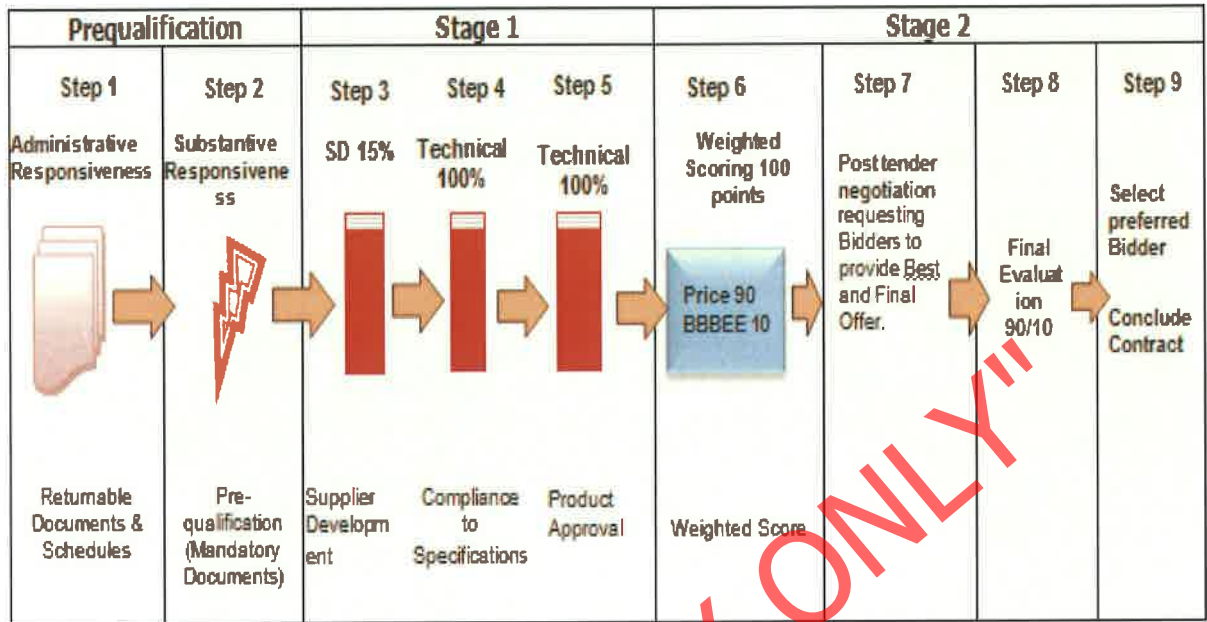 Prequalification
Stage 1
Stage 2
Step 1
Step 2
Step 3
Step 4
Step 5
Step 6
Step 7
Step 8
Step 9
Administrative
Responsiveness
Substantive
Responsivene
ss
SD 15%
Technical
100%
Technical
100%
Weighted
Scoring 100
points
Post tender
negotiation
requesting
Bidders to
provide Best
and Final
Offer.
Final
Evaluat
ion
90/10
Select
preferred
Bidder
Conclude
Contract
Price 90
BBBEE 10
Returnable
Documents &
Schedules
Pre-
qualification
(Mandatory
Documents)
Supplier
Developm
ent
Compliance
to
Specifications
Product
Approval
Weighted Score
ONLY"